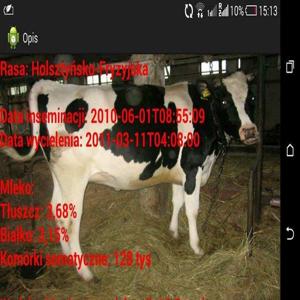 10% 15:13
Opis
Rasa: Holsztyńsko-Fryzyjska
Data inseminacji: 2010-06-01T08:55:09
Data wycielenia: 2011-03-11T04:08:00
Mleko:
Tłuszcz: 3,68%
Białko: 3,15%
Komórki somatyczne: 128 tyś